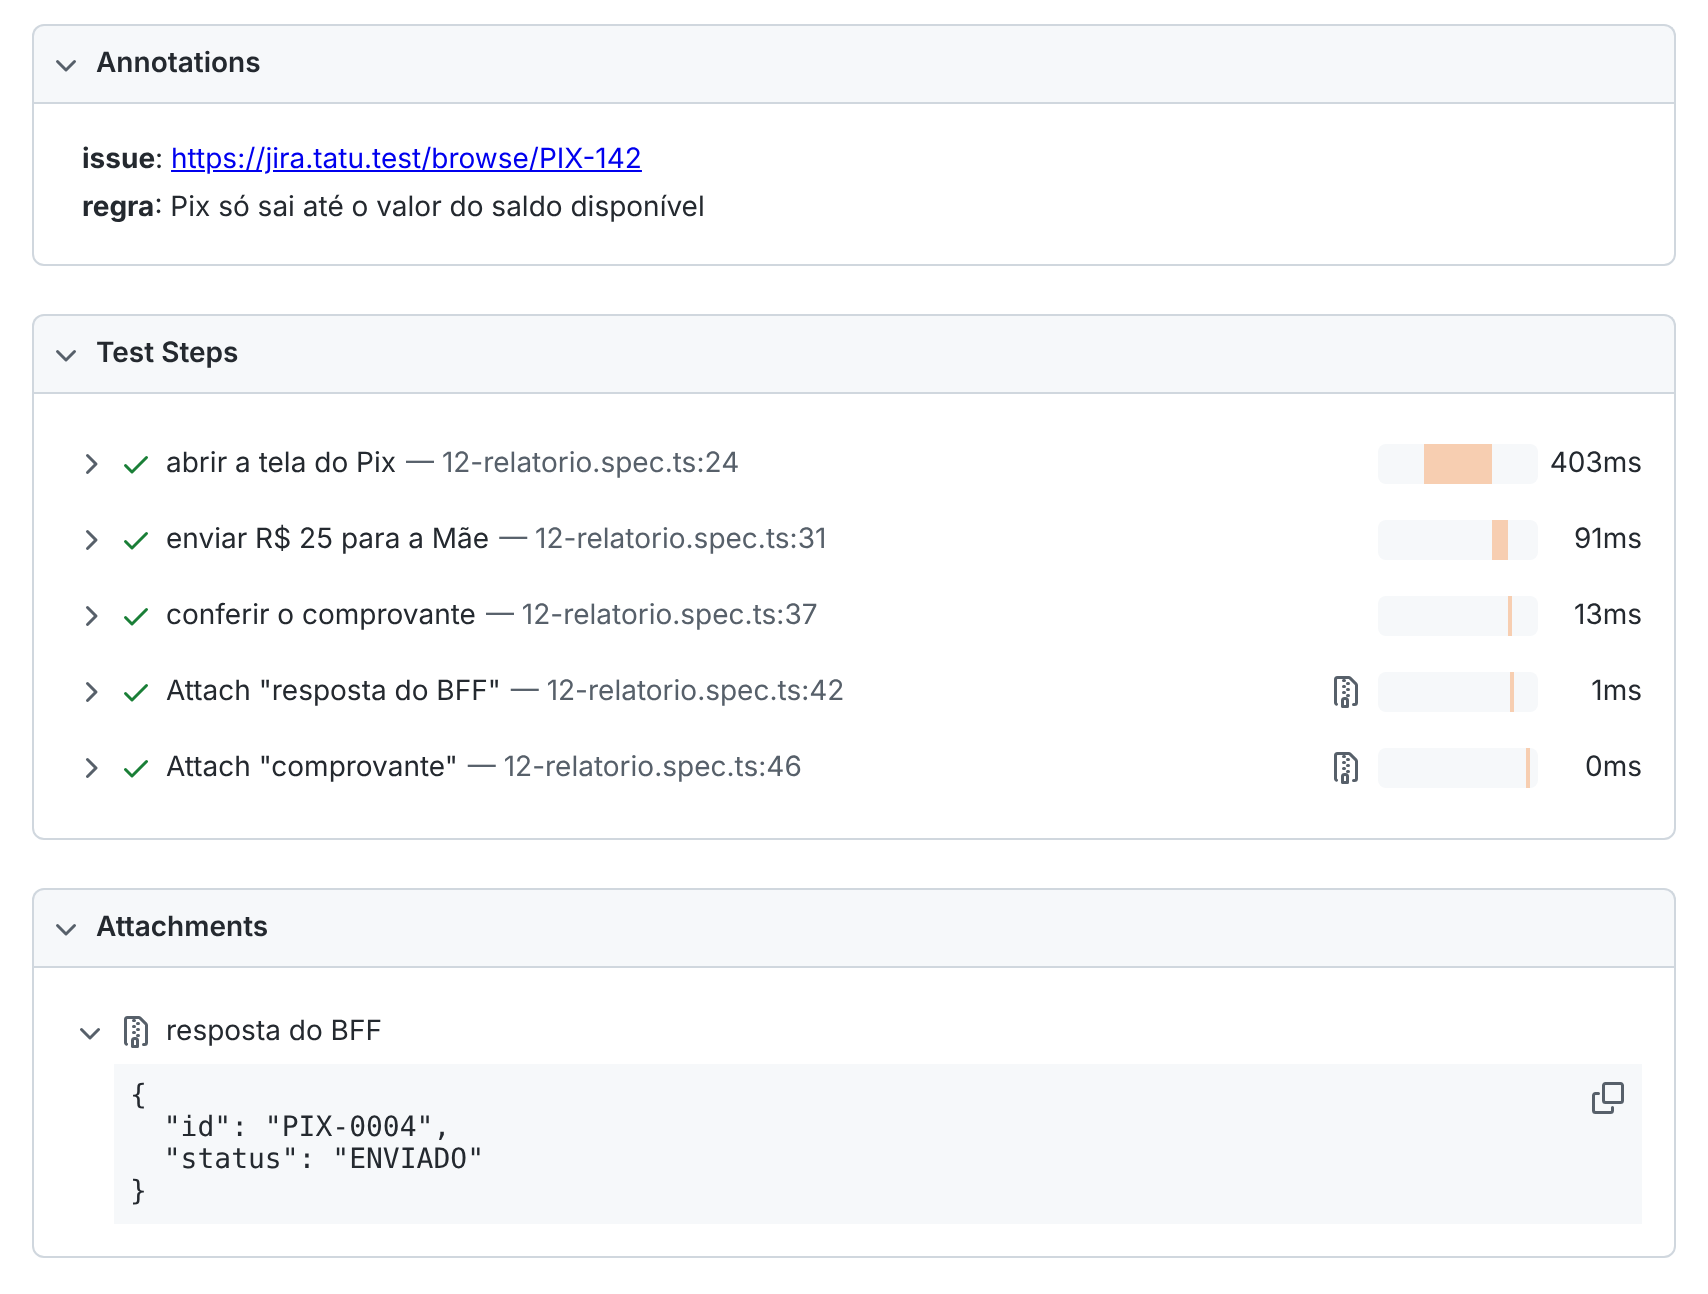 Annotations
issue: https://jira.tatu.test/browse/PIX-142
regra: Pix só sai até o valor do saldo disponível
Test Steps
abrir a tela do Pix — 12-relatorio.spec.ts:24 403ms
enviar R$ 25 para a Mãe — 12-relatorio.spec.ts:31 91ms
conferir o comprovante — 12-relatorio.spec.ts:37 13ms
Attach "resposta do BFF" — 12-relatorio.spec.ts:42 1ms
Attach "comprovante" — 12-relatorio.spec.ts:46 0ms
Attachments
resposta do BFF
{
  "id": "PIX-0004",
  "status": "ENVIADO"
}